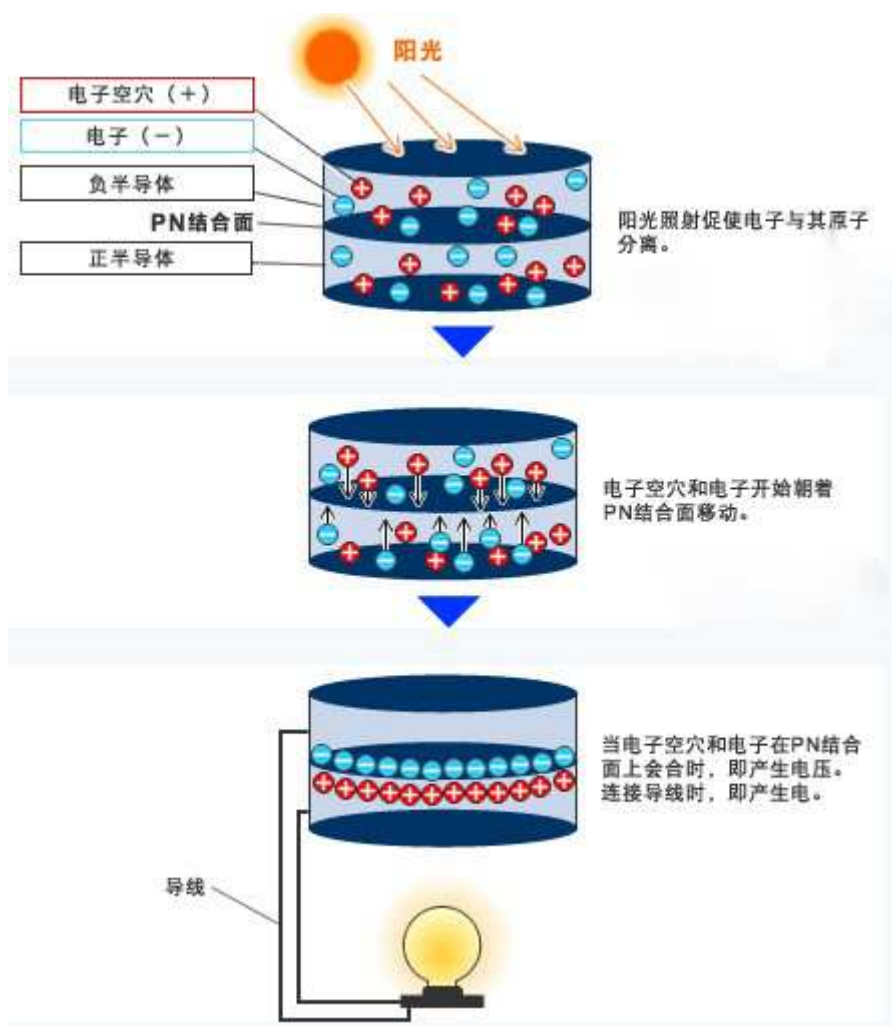 阳光
电子空穴（+）
电子（-）
负半导体
PN结合面
正半导体
阳光照射促使电子与其原子
分离。
电子空穴和电子开始朝着
PN结合面移动。
当电子空穴和电子在PN结合
面上会合时，即产生电压。
连接导线时，即产生电。
导线